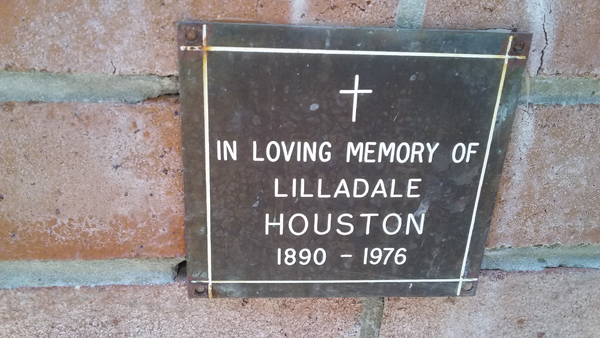 IN LOVING MEMORY OF
LILLADALE
HOUSTON
1890 - 1976